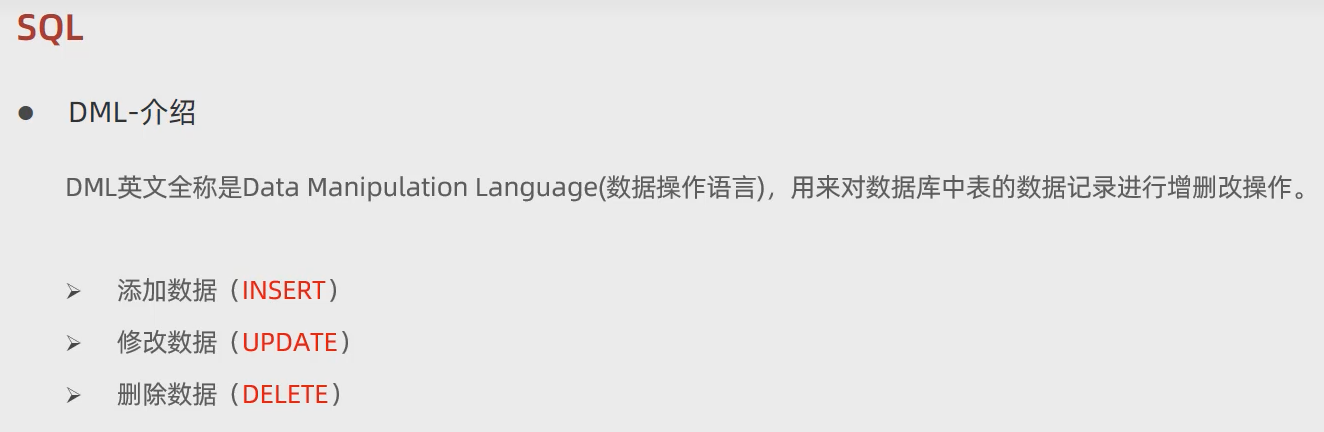 SQL
DML-介绍
DML英文全称是Data Manipulation Language(数据操作语言)，用来对数据库中表的数据记录进行增删改操作。
添加数据（INSERT）
修改数据（UPDATE）
删除数据（DELETE）